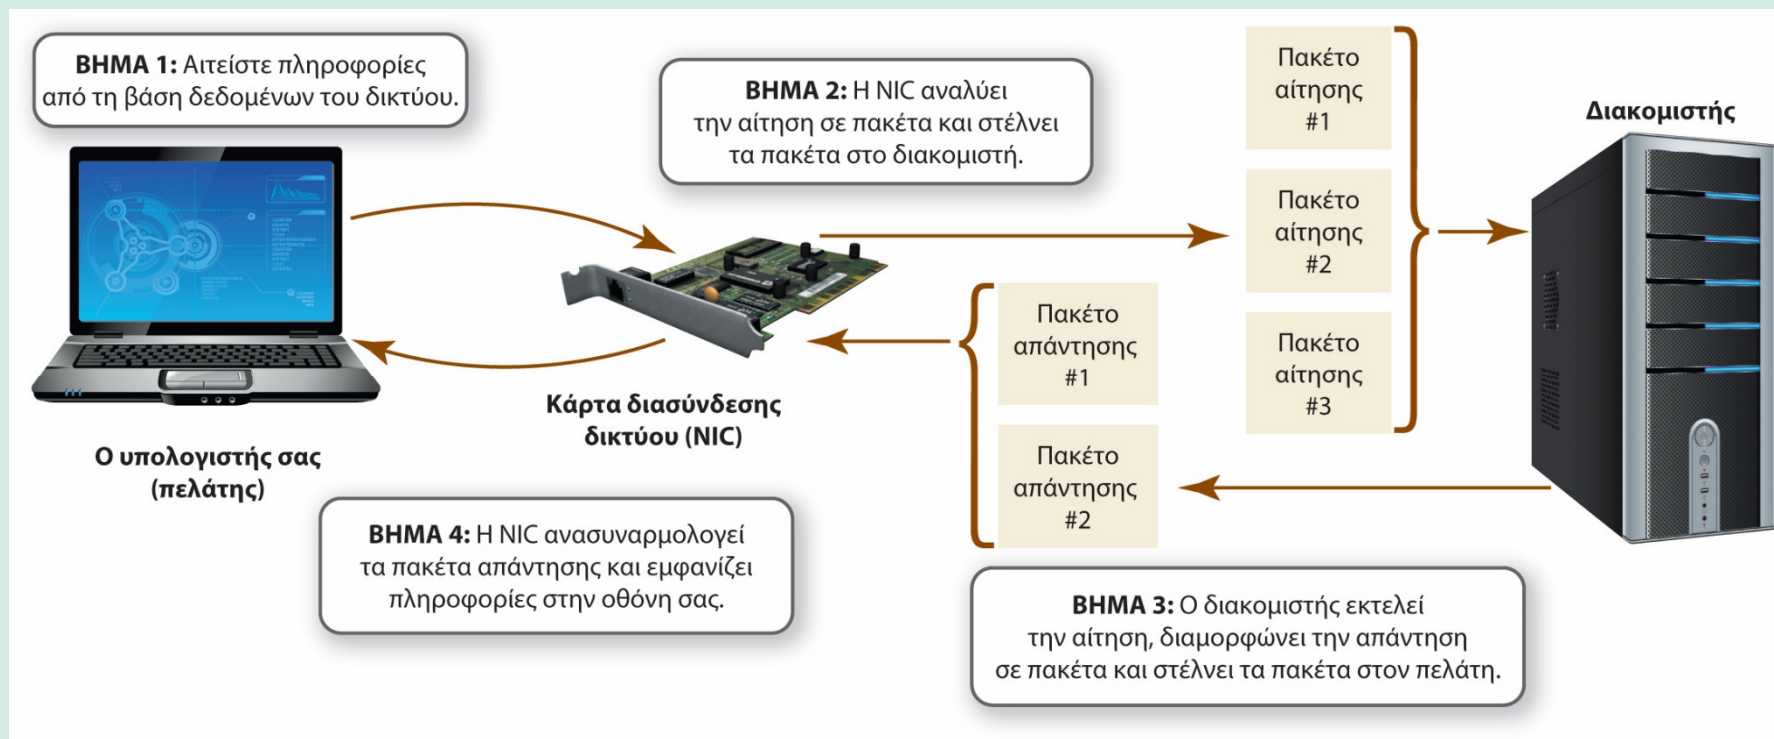 ΒΗΜΑ 1: Αιτείστε πληροφορίες
από τη βάση δεδομένων του δικτύου.
Ο υπολογιστής σας
(πελάτης)
ΒΗΜΑ 2: Η NIC αναλύει
την αίτηση σε πακέτα και στέλνει
τα πακέτα στο διακομιστή.
Κάρτα διασύνδεσης
δικτύου (NIC)
Πακέτο
αίτησης
#1
Πακέτο
αίτησης
#2
Πακέτο
αίτησης
#3
Διακομιστής
Πακέτο
απάντησης
#1
Πακέτο
απάντησης
#2
ΒΗΜΑ 3: Ο διακομιστής εκτελεί
την αίτηση, διαμορφώνει την απάντηση
σε πακέτα και στέλνει τα πακέτα στον πελάτη.
ΒΗΜΑ 4: Η NIC ανασυναρμολογεί
τα πακέτα απάντησης και εμφανίζει
πληροφορίες στην οθόνη σας.